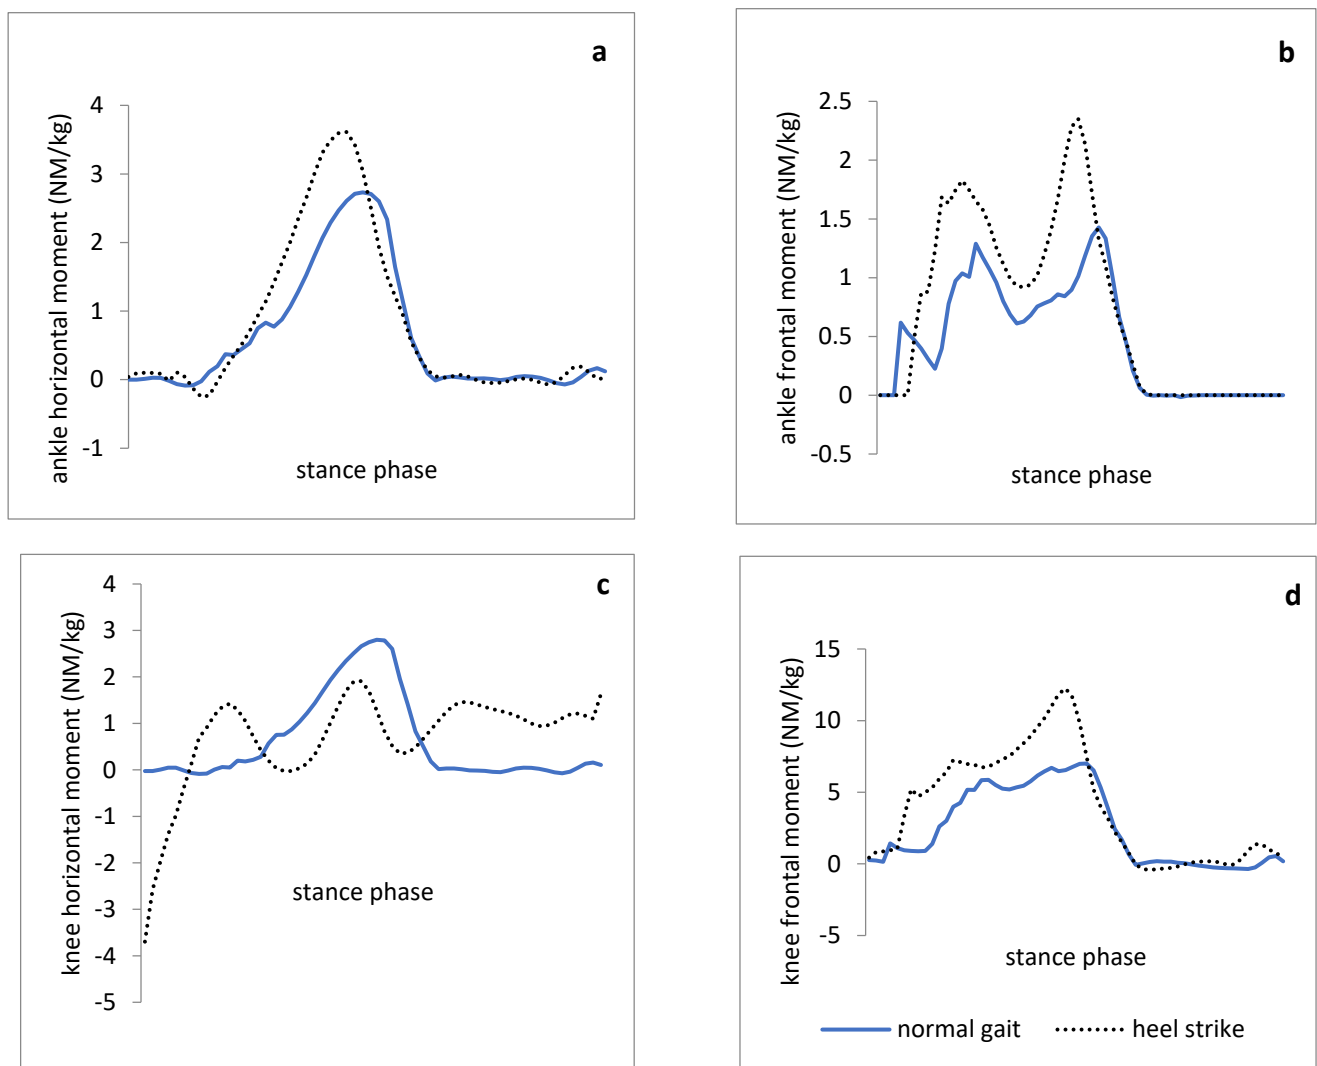 a
ankle horizontal moment (NM/kg)
4
3
2
1
0
-1
stance phase
b
ankle frontal moment (NM/kg)
2.5
2
1.5
1
0.5
0
-0.5
stance phase
c
knee horizontal moment (NM/kg)
4
3
2
1
0
-1
-2
-3
-4
-5
stance phase
d
knee frontal moment (NM/kg)
15
10
5
0
-5
stance phase
normal gait
heel strike